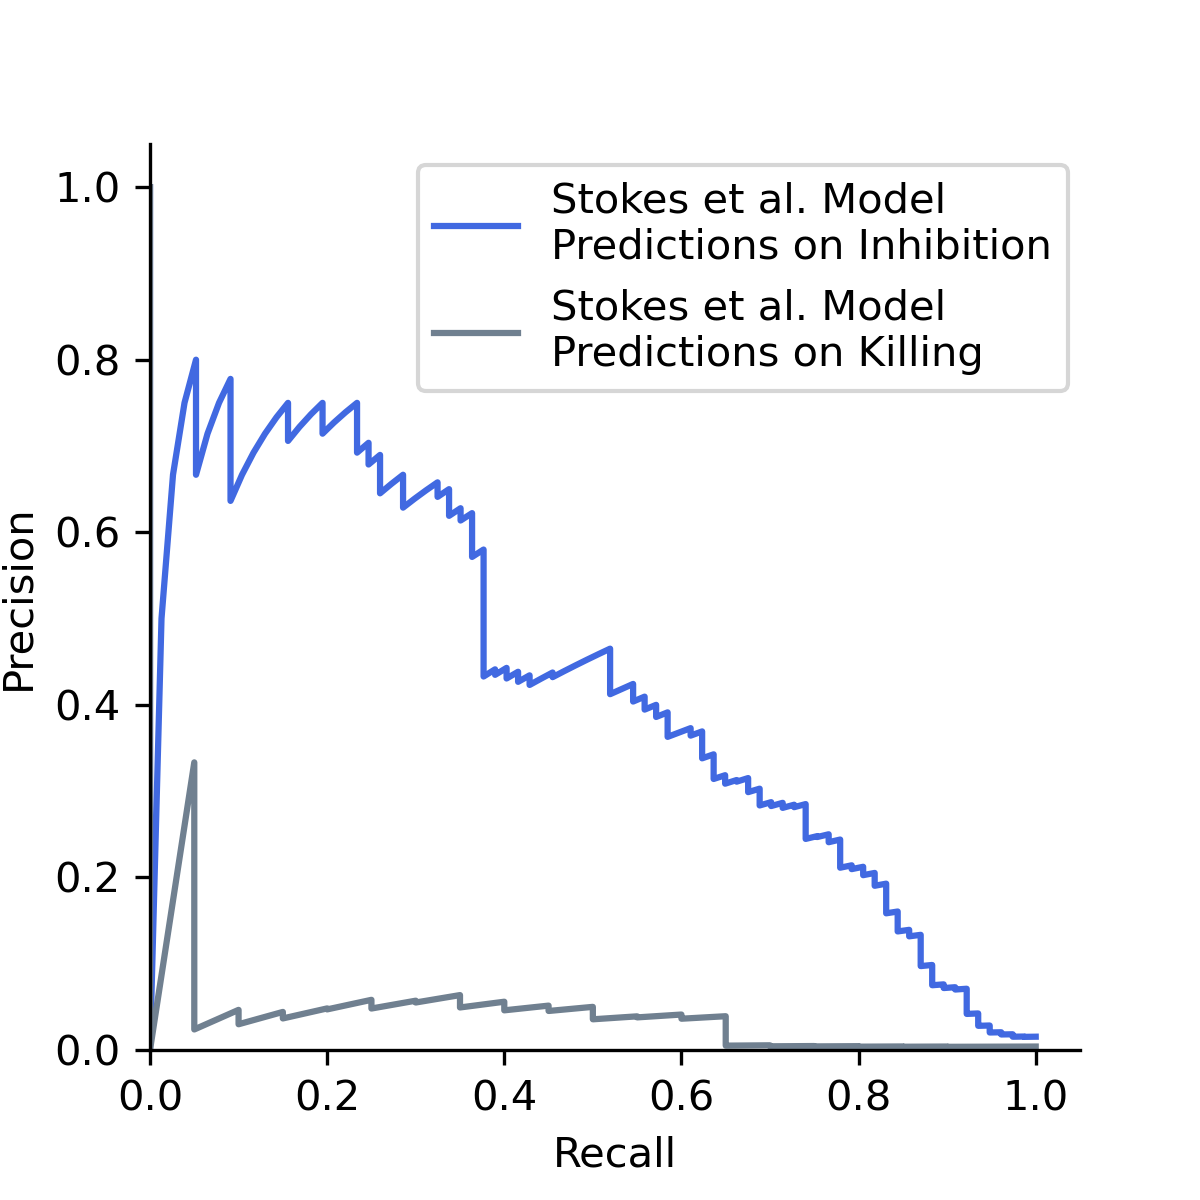 Stokes et al. Model
Predictions on Inhibition
Stokes et al. Model
Predictions on Killing
1.0
0.8
0.6
0.4
0.2
0.0
Precision
0.0 0.2 0.4 0.6 0.8 1.0
Recall